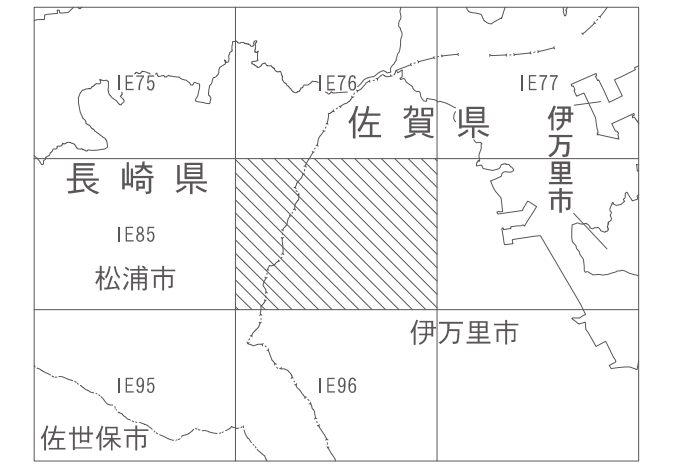 IE75
IE76
IE77
佐賀県
伊万里市
長崎県
IE85
松浦市
伊万里市
IE95
IE96
佐世保市